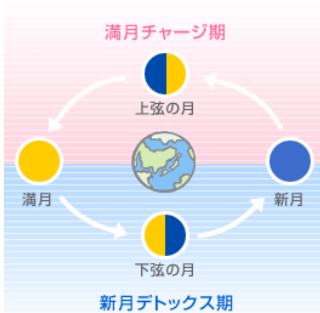 満月チャージ期
上弦の月
満月
新月
下弦の月
新月デトックス期